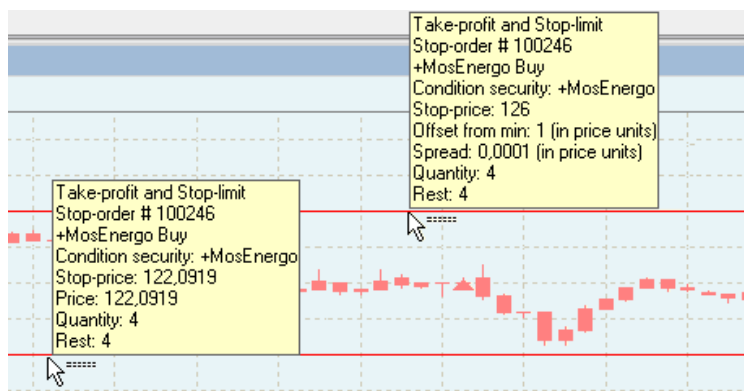 Take-profit and Stop-limit
Stop-order # 100246
+MosEnergo Buy
Condition security: +MosEnergo
Stop-price: 126
Offset from min: 1 (in price units)
Spread: 0,0001 (in price units)
Quantity: 4
Rest: 4
Take-profit and Stop-limit
Stop-order # 100246
+MosEnergo Buy
Condition security: +MosEnergo
Stop-price: 122,0919
Price: 122,0919
Quantity: 4
Rest: 4